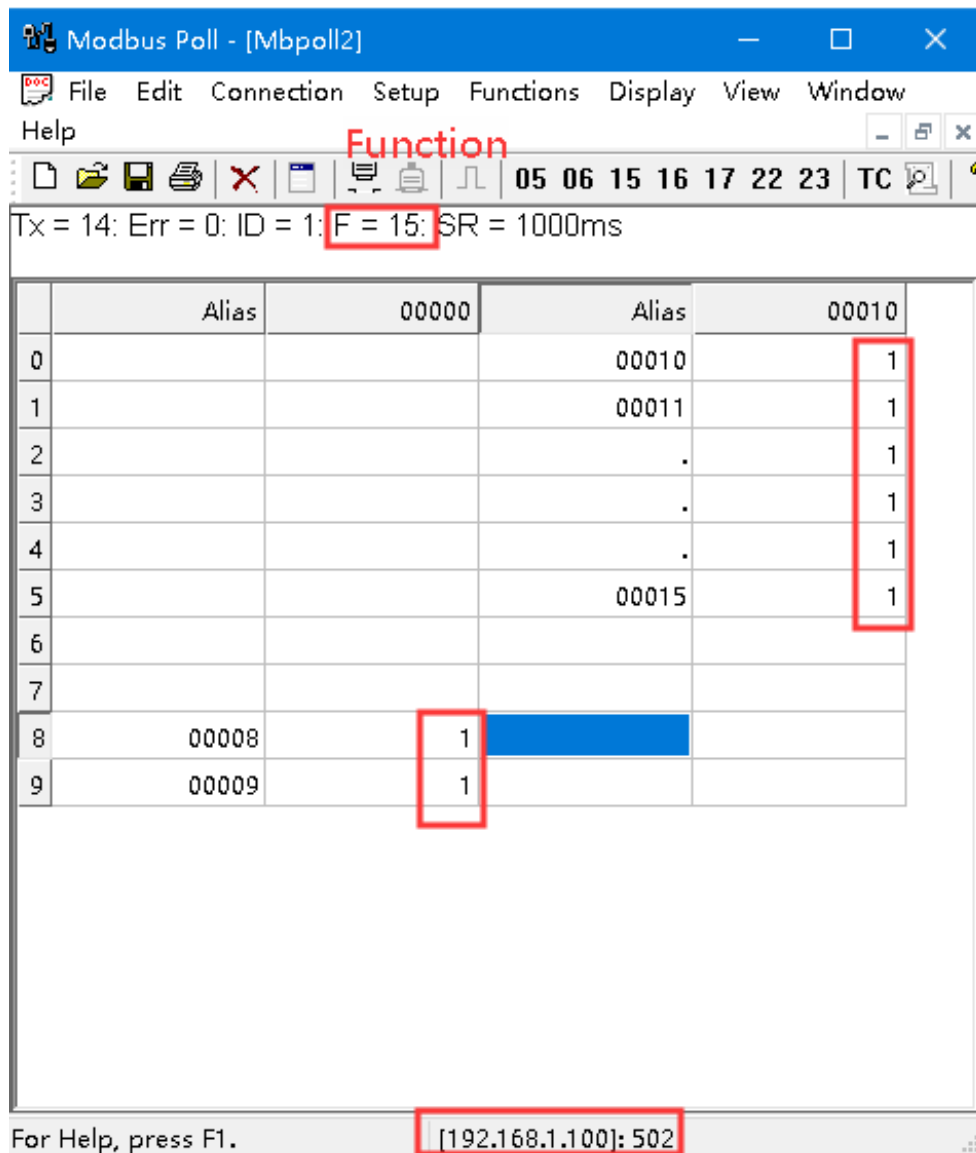 Modbus Poll - [Mbpoll2]
DOC File Edit Connection Setup Functions Display View Window
Help
Function
05 06 15 16 17 22 23 TC
Tx = 14: Err = 0: ID = 1: F = 15: SR = 1000ms
Alias 00000 Alias 00010
0 00010 1
1 00011 1
2 . 1
3 . 1
4 . 1
5 00015 1
6
7
8 00008 1
9 00009 1
For Help, press F1. [192.168.1.100]: 502